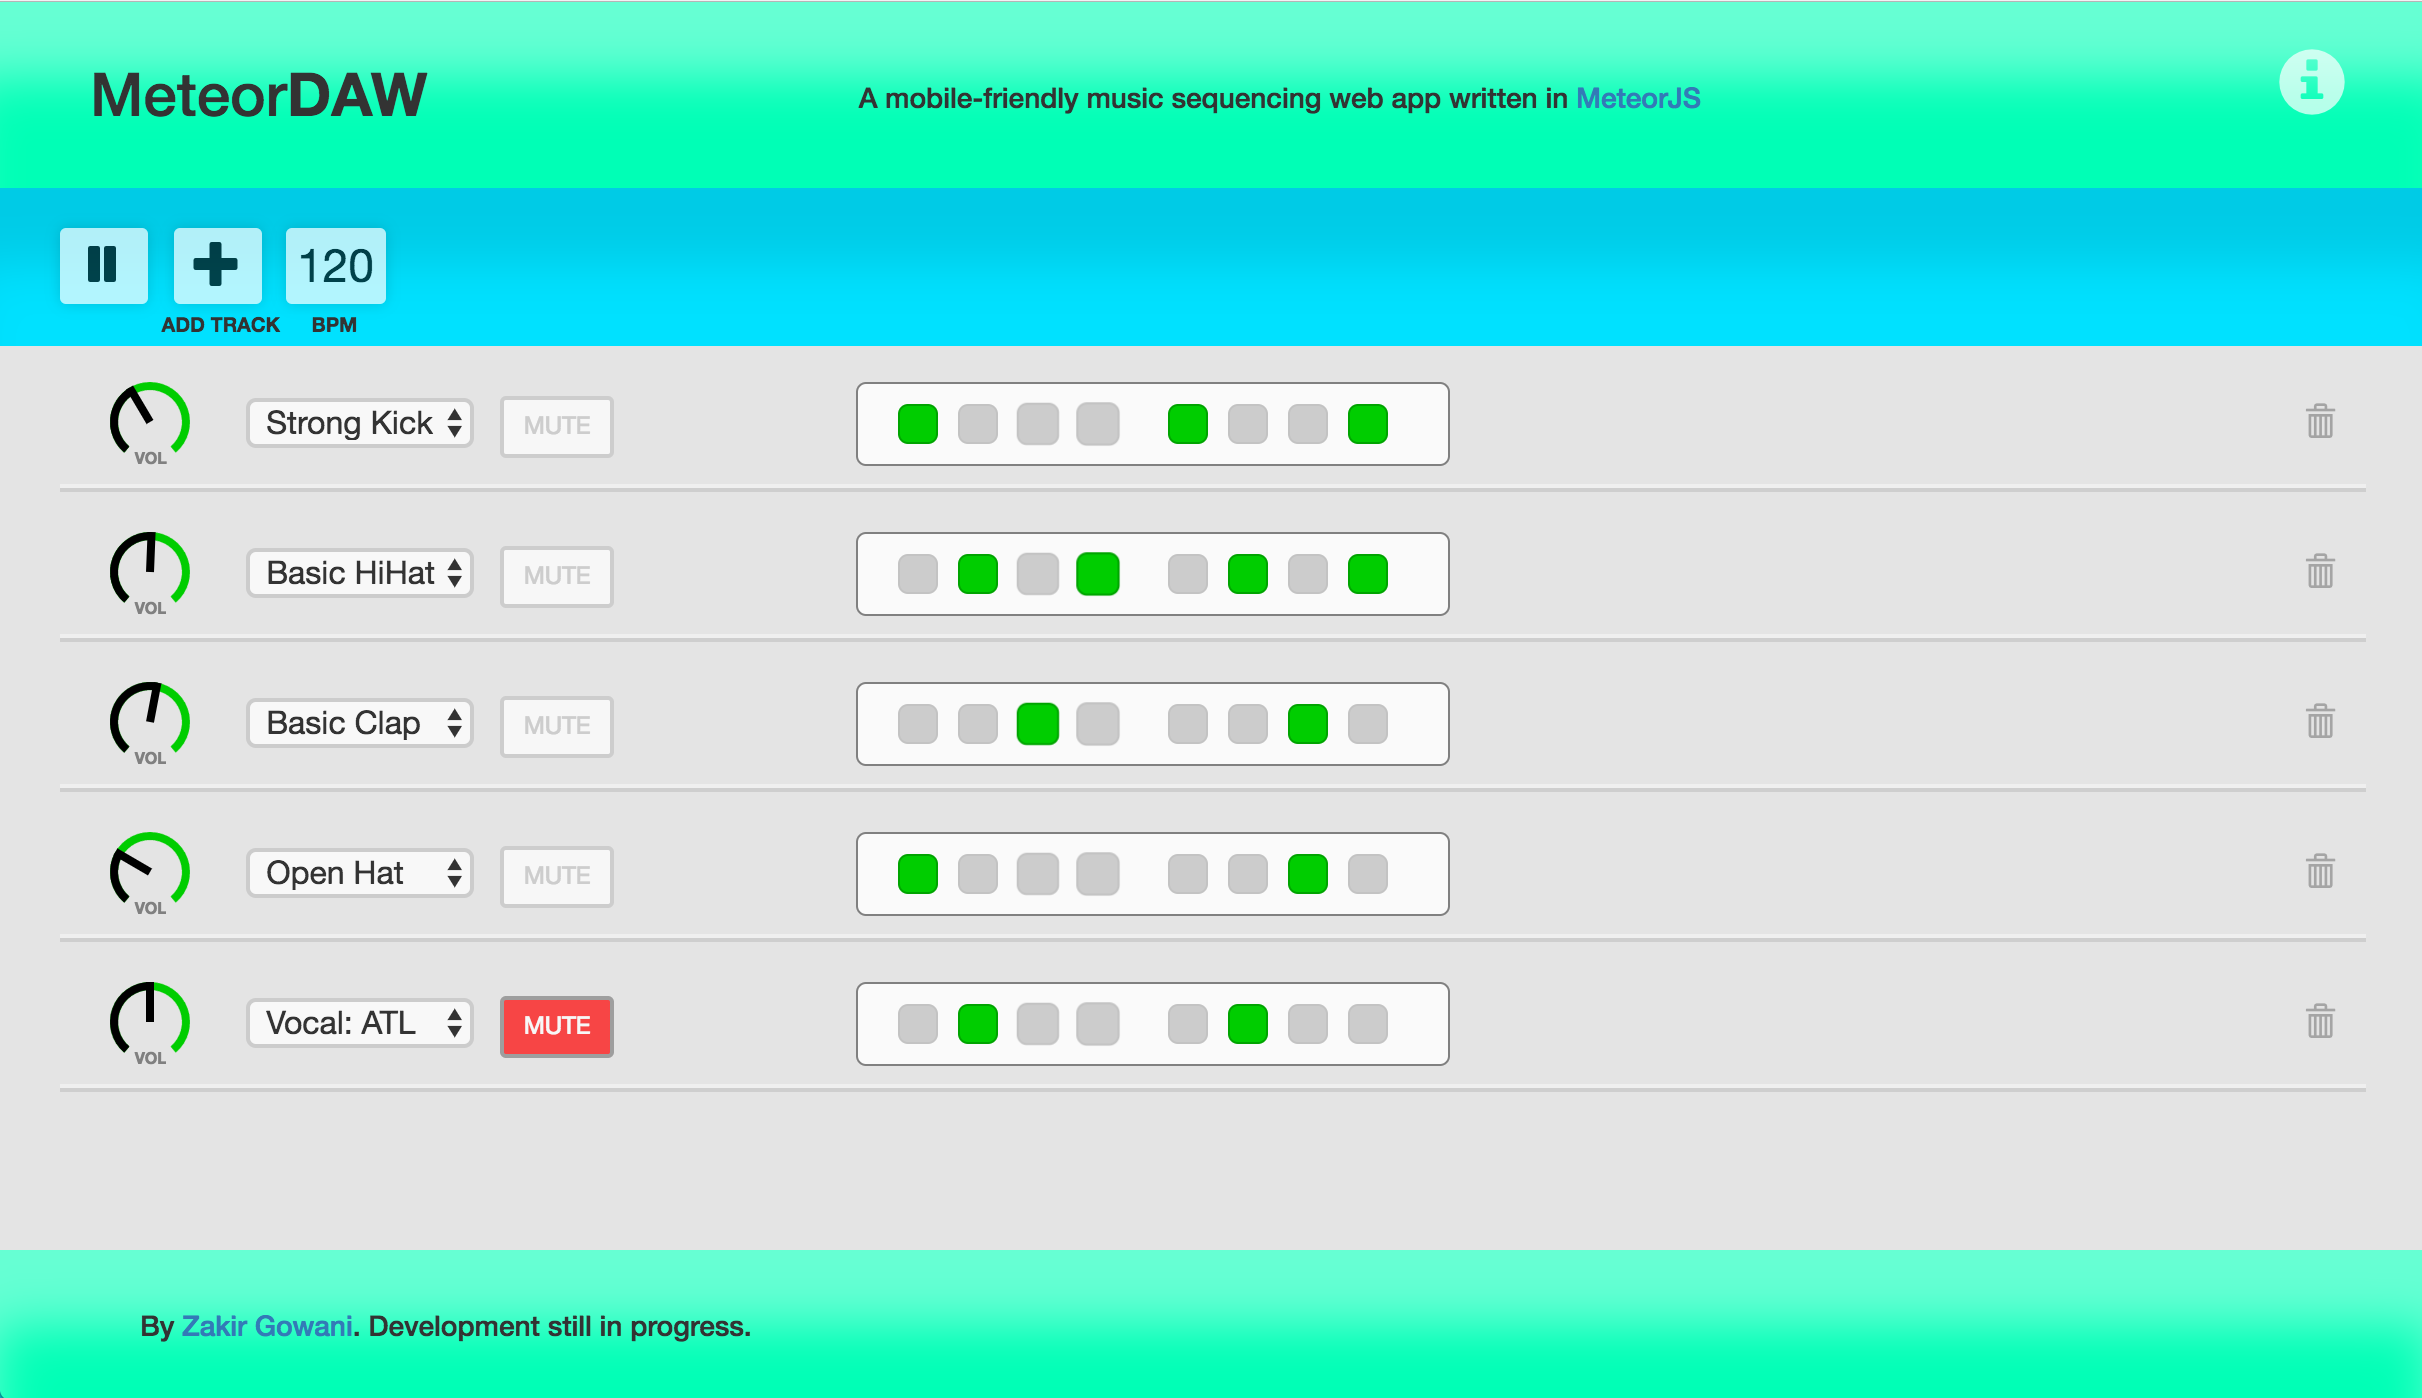 MeteorDAW
A mobile-friendly music sequencing web app written in MeteorJS
120
ADD TRACK BPM
VOL Strong Kick MUTE
VOL Basic HiHat MUTE
VOL Basic Clap MUTE
VOL Open Hat MUTE
VOL Vocal: ATL MUTE
By Zakir Gowani. Development still in progress.